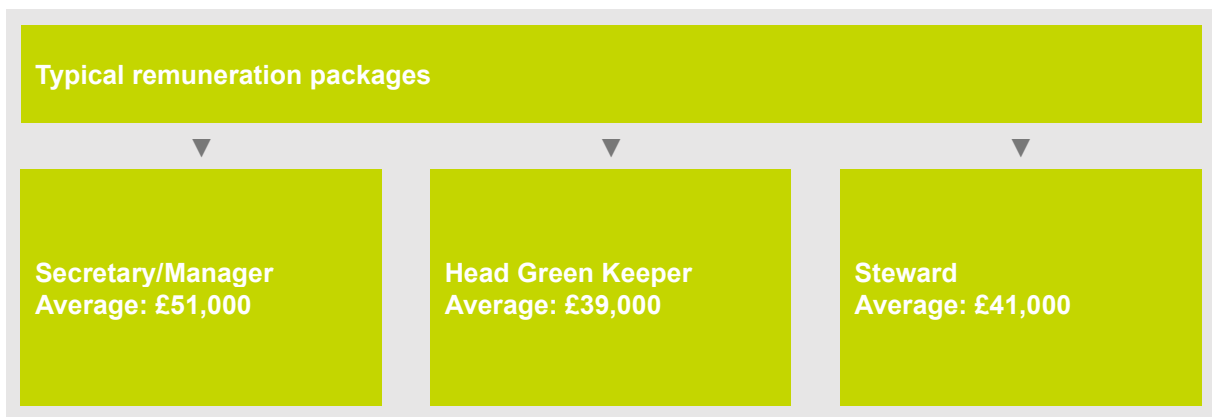 Typical remuneration packages
Secretary/Manager
Average: £51,000
Head Green Keeper
Average: £39,000
Steward
Average: £41,000